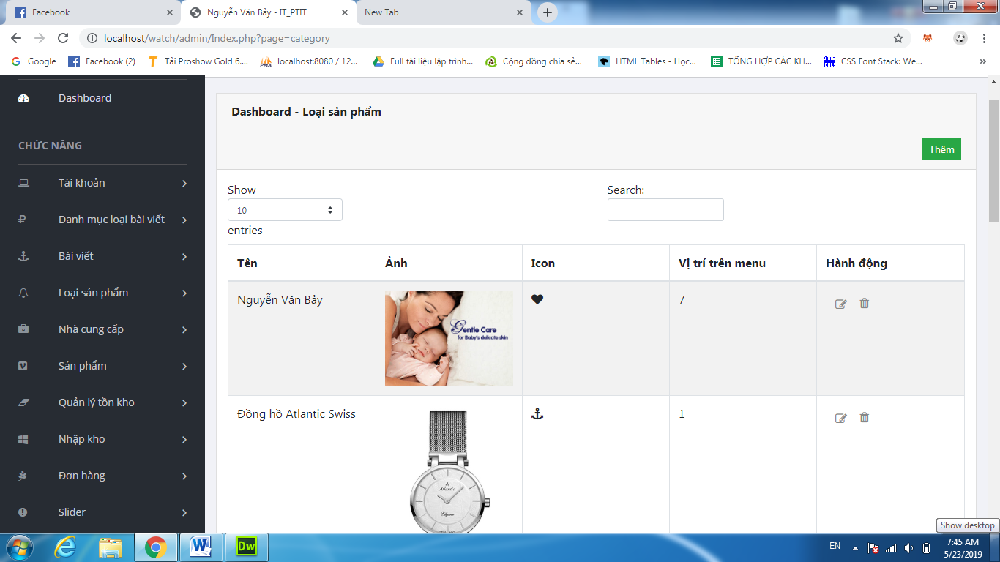 Facebook
Nguyễn Văn Bảy - IT_PTIT
New Tab
localhost/watch/admin/Index.php?page=category
Google
Facebook (2)
Tải Proshow Gold 6....
localhost:8080 / 12...
Full tài liệu lập trình...
Cộng đồng chia sẻ...
HTML Tables - Học...
TỔNG HỢP CÁC KH...
CSS Font Stack: We...
Dashboard
CHỨC NĂNG
Tài khoản
Danh mục loại bài viết
Bài viết
Loại sản phẩm
Nhà cung cấp
Sản phẩm
Quản lý tồn kho
Nhập kho
Đơn hàng
Slider
Dashboard - Loại sản phẩm
Thêm
Show
10
entries
Search:
Tên Ảnh Icon Vị trí trên menu Hành động
Nguyễn Văn Bảy
Gentle Care
for Baby's delicate skin
7
Đồng hồ Atlantic Swiss
Atlantic
1
Show desktop
EN
7:45 AM
5/23/2019